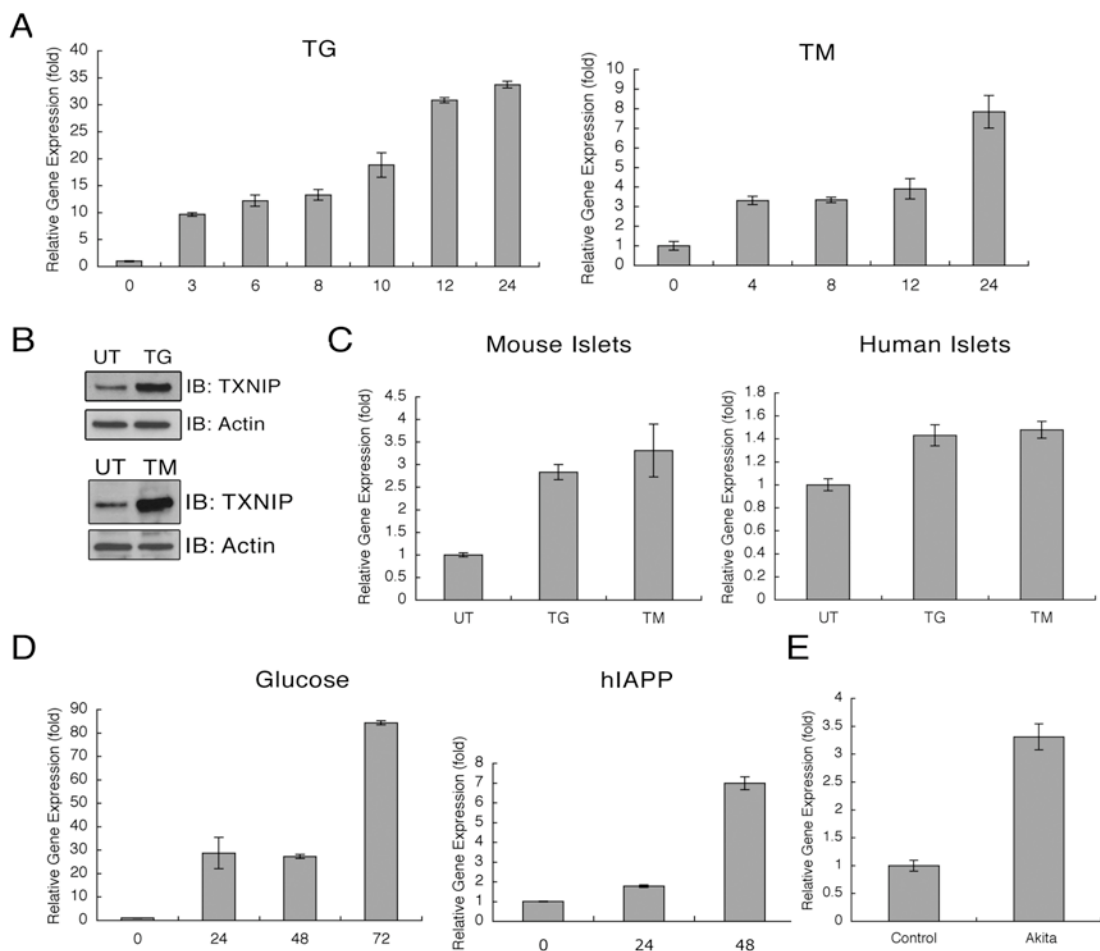 A
TG
Relative Gene Expression (fold)
40
35
30
25
20
15
10
5
0
0 3 6 8 10 12 24
TM
Relative Gene Expression (fold)
10
9
8
7
6
5
4
3
2
1
0
0 4 8 12 24
B
UT TG
IB: TXNIP
IB: Actin
UT TM
IB: TXNIP
IB: Actin
C
Mouse Islets
Relative Gene Expression (fold)
4.5
4
3.5
3
2.5
2
1.5
1
0.5
0
UT TG TM
Human Islets
Relative Gene Expression (fold)
1.8
1.6
1.4
1.2
1
0.8
0.6
0.4
0.2
0
UT TG TM
D
Glucose
Relative Gene Expression (fold)
90
80
70
60
50
40
30
20
10
0
0 24 48 72
hIAPP
Relative Gene Expression (fold)
8
7
6
5
4
3
2
1
0
0 24 48
E
Relative Gene Expression (fold)
4
3.5
3
2.5
2
1.5
1
0.5
0
Control Akita